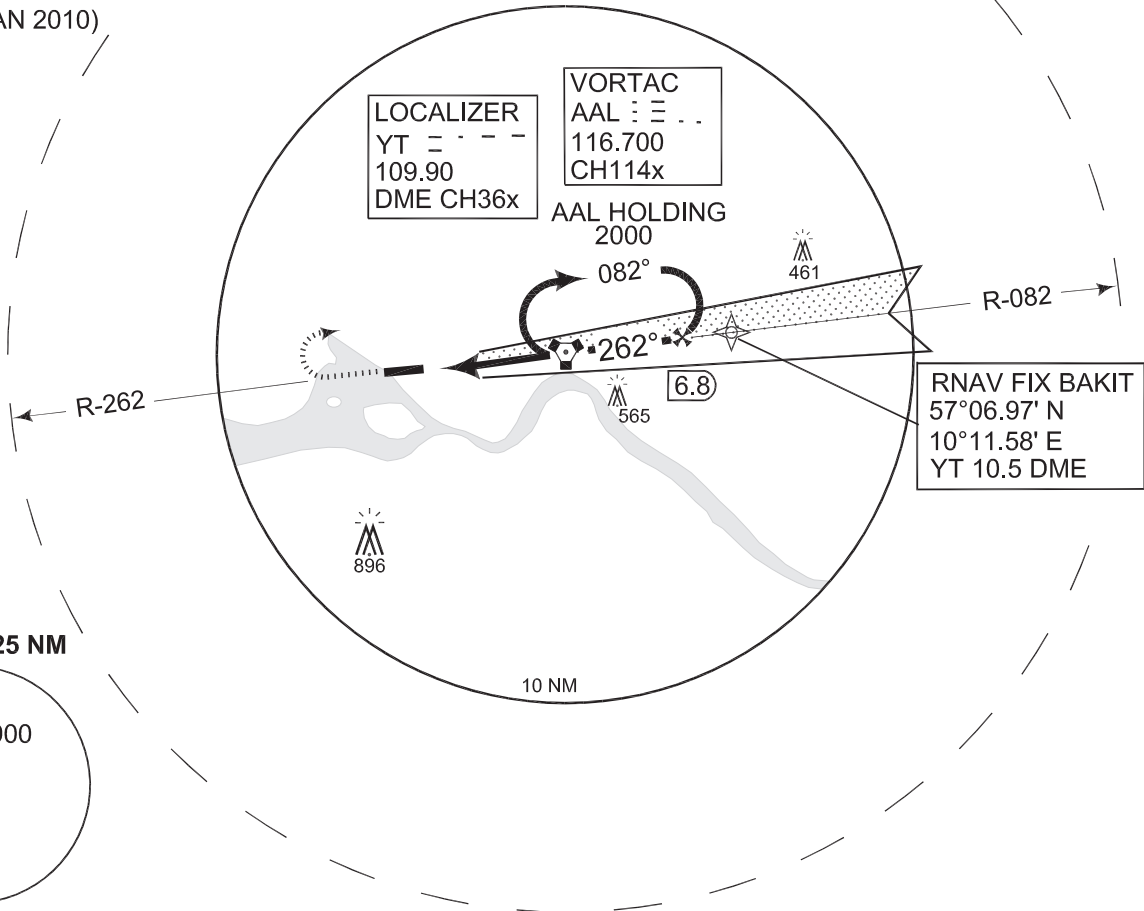 AN 2010)
LOCALIZER
YT
109.90
DME CH36x
VORTAC
AAL
116.700
CH114x
AAL HOLDING
2000
082°
461
R-082
262°
R-262
6.8
565
RNAV FIX BAKIT
57°06.97' N
10°11.58' E
YT 10.5 DME
896
25 NM
10 NM